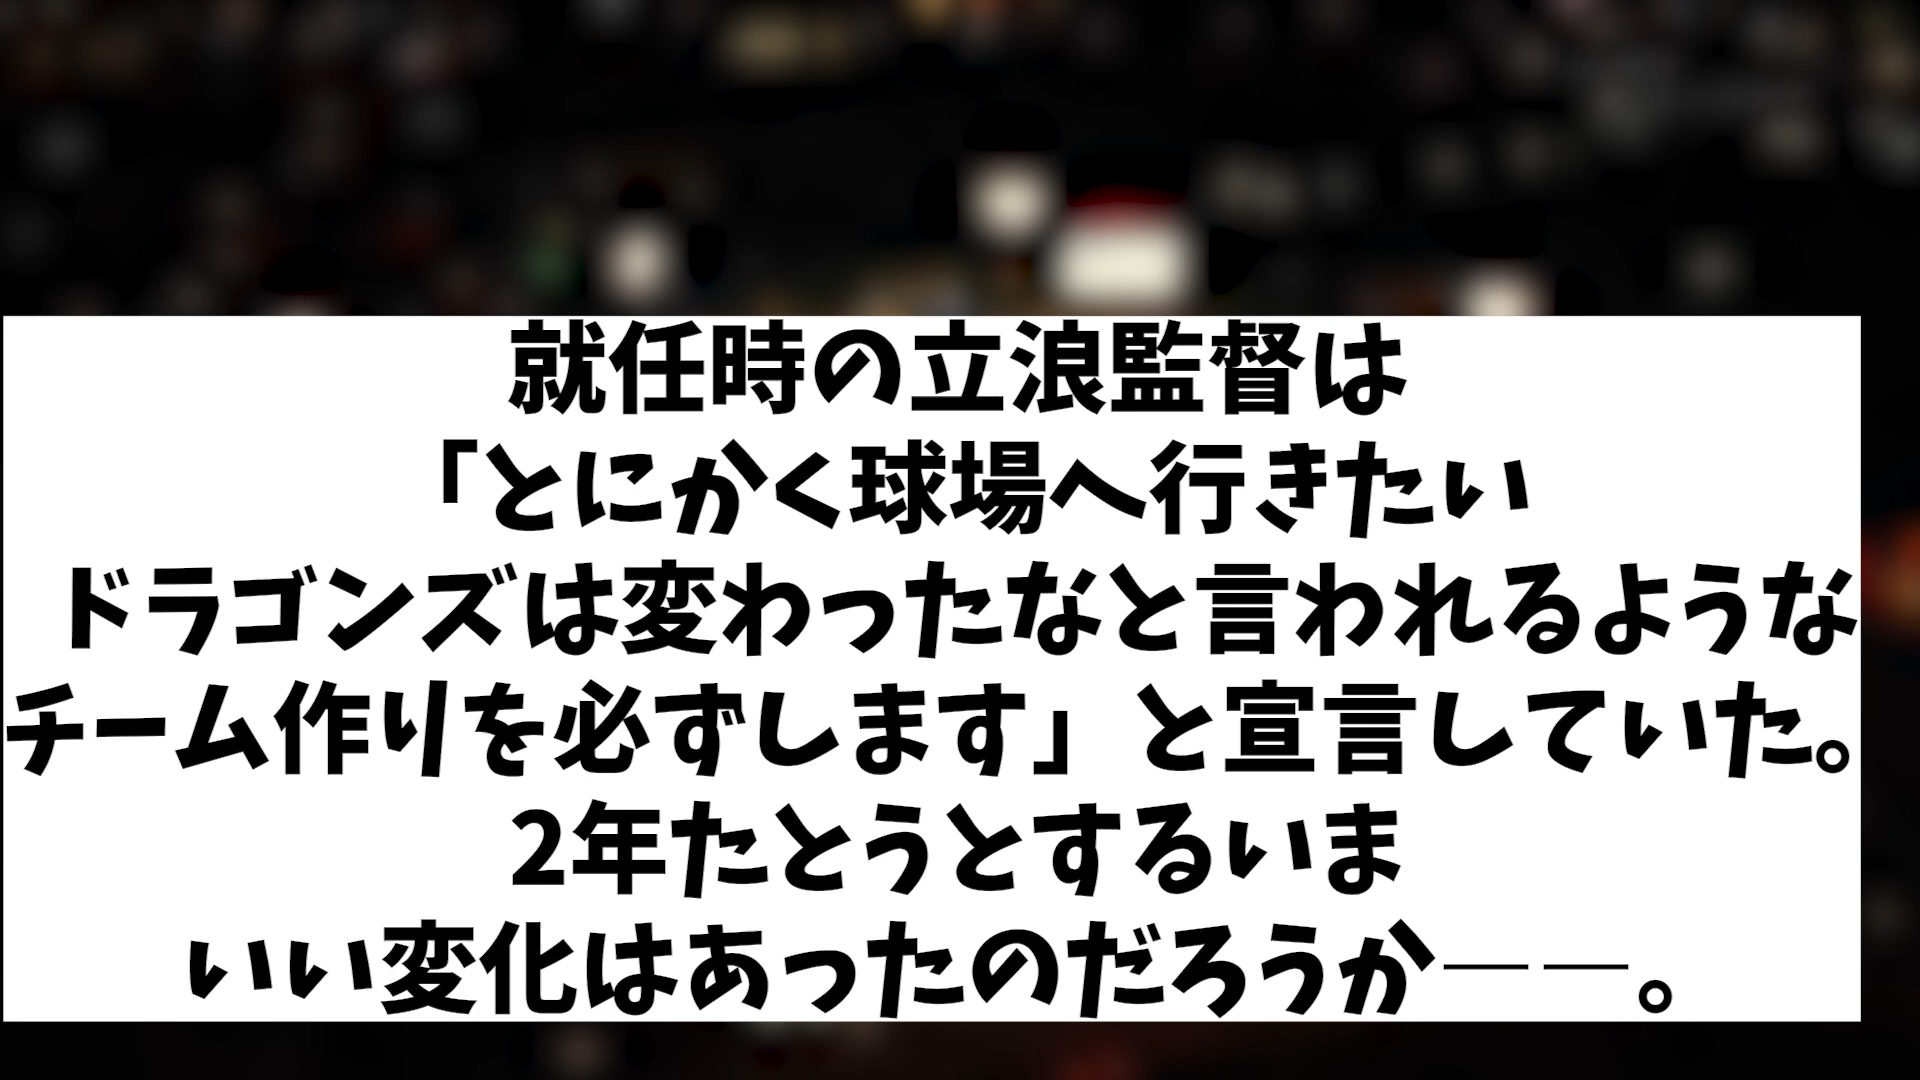 就任時の立浪監督は
「とにかく球場へ行きたい
ドラゴンズは変わったなと言われるような
チーム作りを必ずします」と宣言していた。
2年たとうとするいま
いい変化はあったのだろうか――。